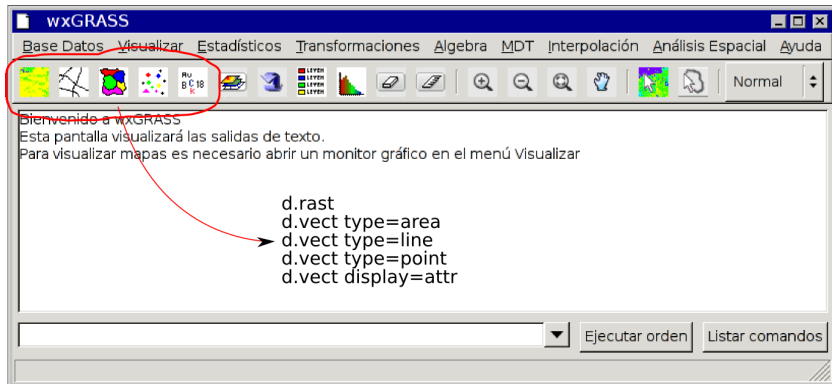 wxGRASS
Base Datos Visualizar Estadísticos Transformaciones Algebra MDT Interpolación Análisis Espacial Ayuda
Normal
Bienvenido a wxGRASS
Esta pantalla visualizará las salidas de texto.
Para visualizar mapas es necesario abrir un monitor gráfico en el menú Visualizar
d.rast
d.vect type=area
d.vect type=line
d.vect type=point
d.vect display=attr
Ejecutar orden Listar comandos